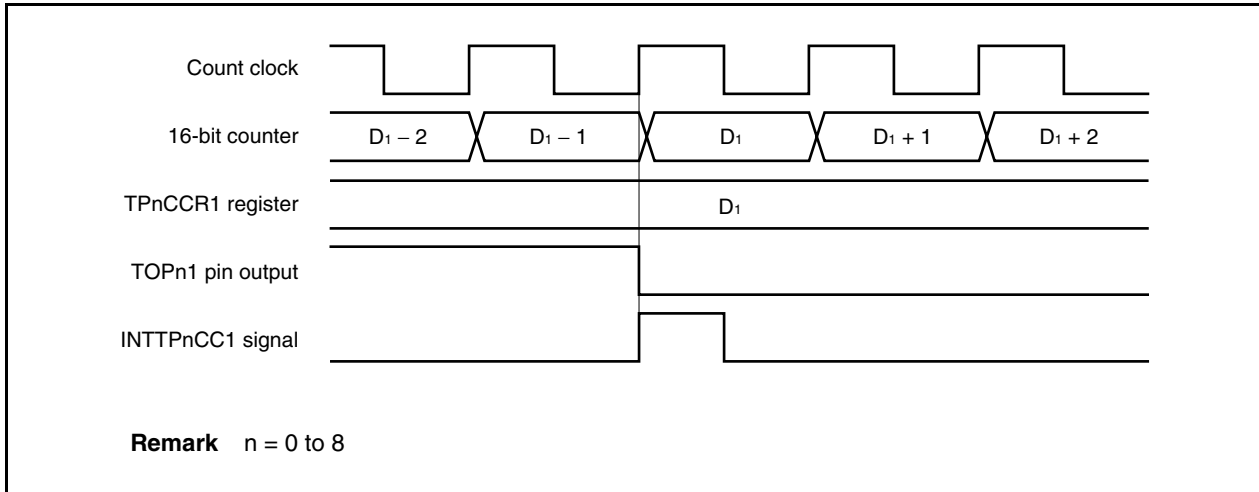 Count clock
16-bit counter
D1 − 2
D1 − 1
D1
D1 + 1
D1 + 2
TPnCCR1 register
D1
TOPn1 pin output
INTTPnCC1 signal
Remark n = 0 to 8